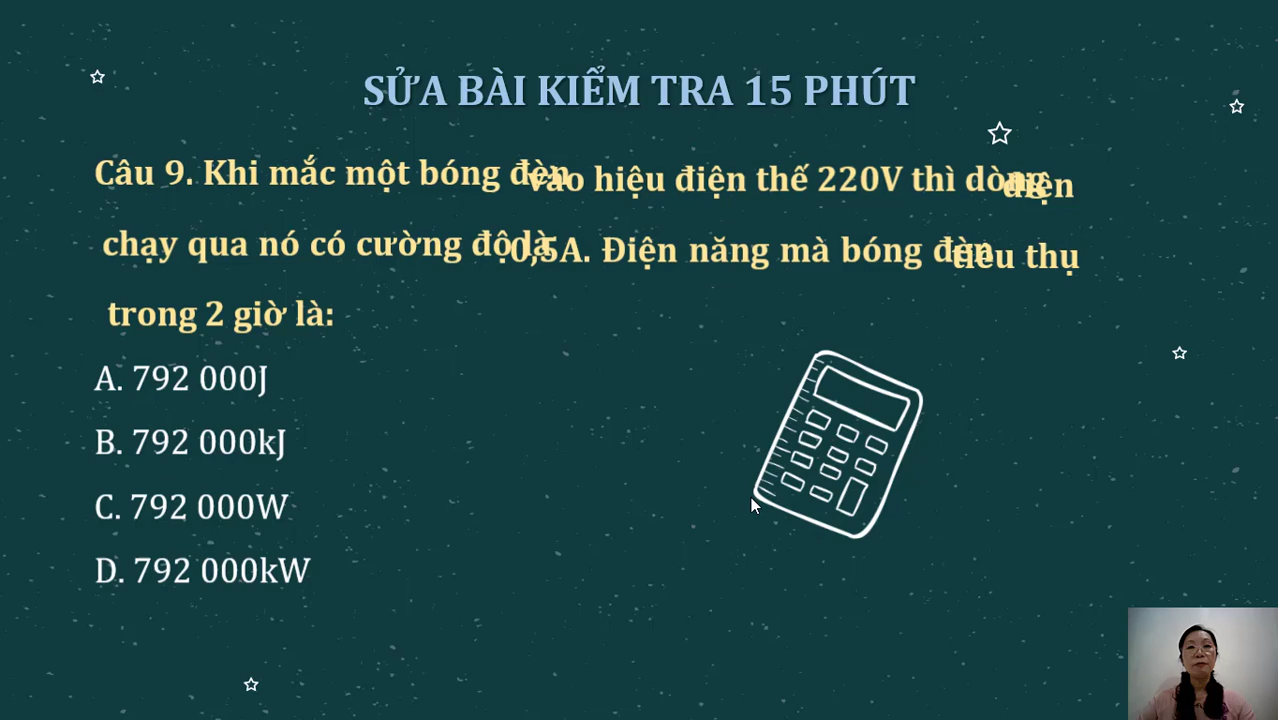 SỬA BÀI KIỂM TRA 15 PHÚT
Câu 9. Khi mắc một bóng đèn vào hiệu điện thế 220V thì dòng điện
chạy qua nó có cường độ là 0,5A. Điện năng mà bóng đèn tiêu thụ
trong 2 giờ là:
A. 792 000J
B. 792 000kJ
C. 792 000W
D. 792 000kW